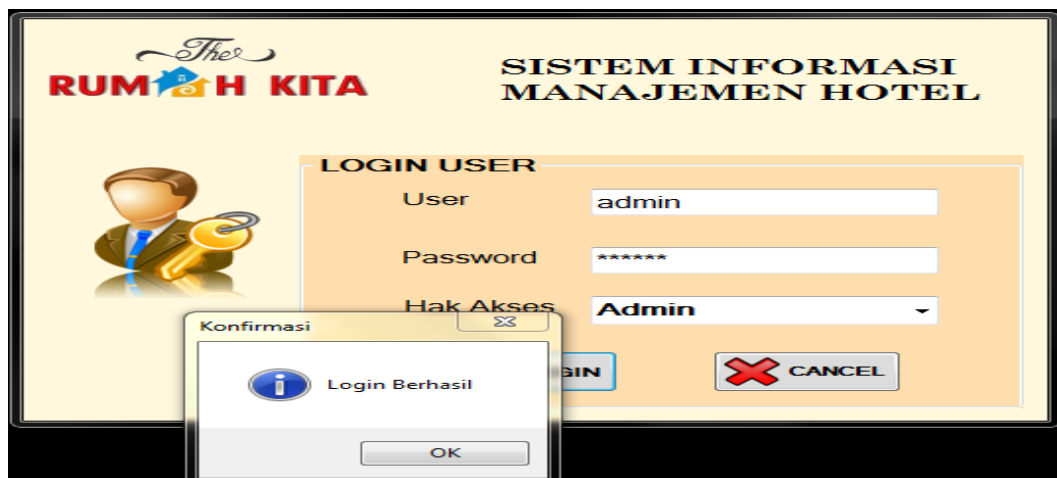 The
RUMAH KITA
SISTEM INFORMASI
MANAJEMEN HOTEL
LOGIN USER
User
admin
Password
******
Hak Akses
Admin
CANCEL
Konfirmasi
Login Berhasil
OK